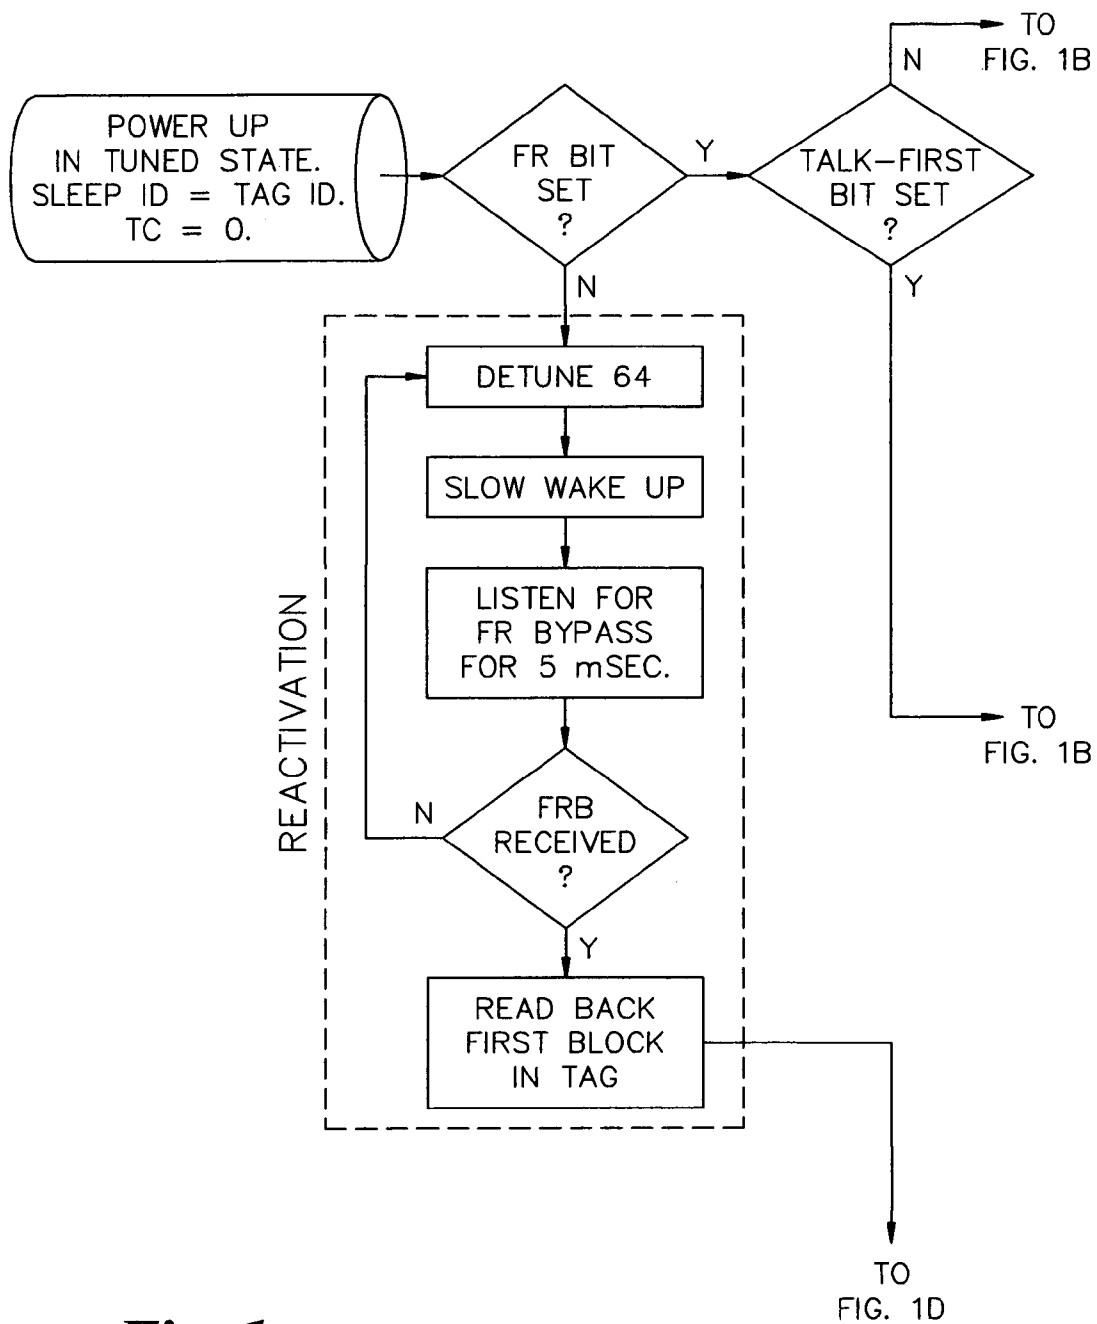 TO
FIG. 1B
N
POWER UP
IN TUNED STATE.
SLEEP ID = TAG ID.
TC = 0.
FR BIT
SET
?
Y
TALK-FIRST
BIT SET
?
N
Y
DETUNE 64
SLOW WAKE UP
LISTEN FOR
FR BYPASS
FOR 5 mSEC.
REACTIVATION
TO
FIG. 1B
N
FRB
RECEIVED
?
Y
READ BACK
FIRST BLOCK
IN TAG
TO
FIG. 1D